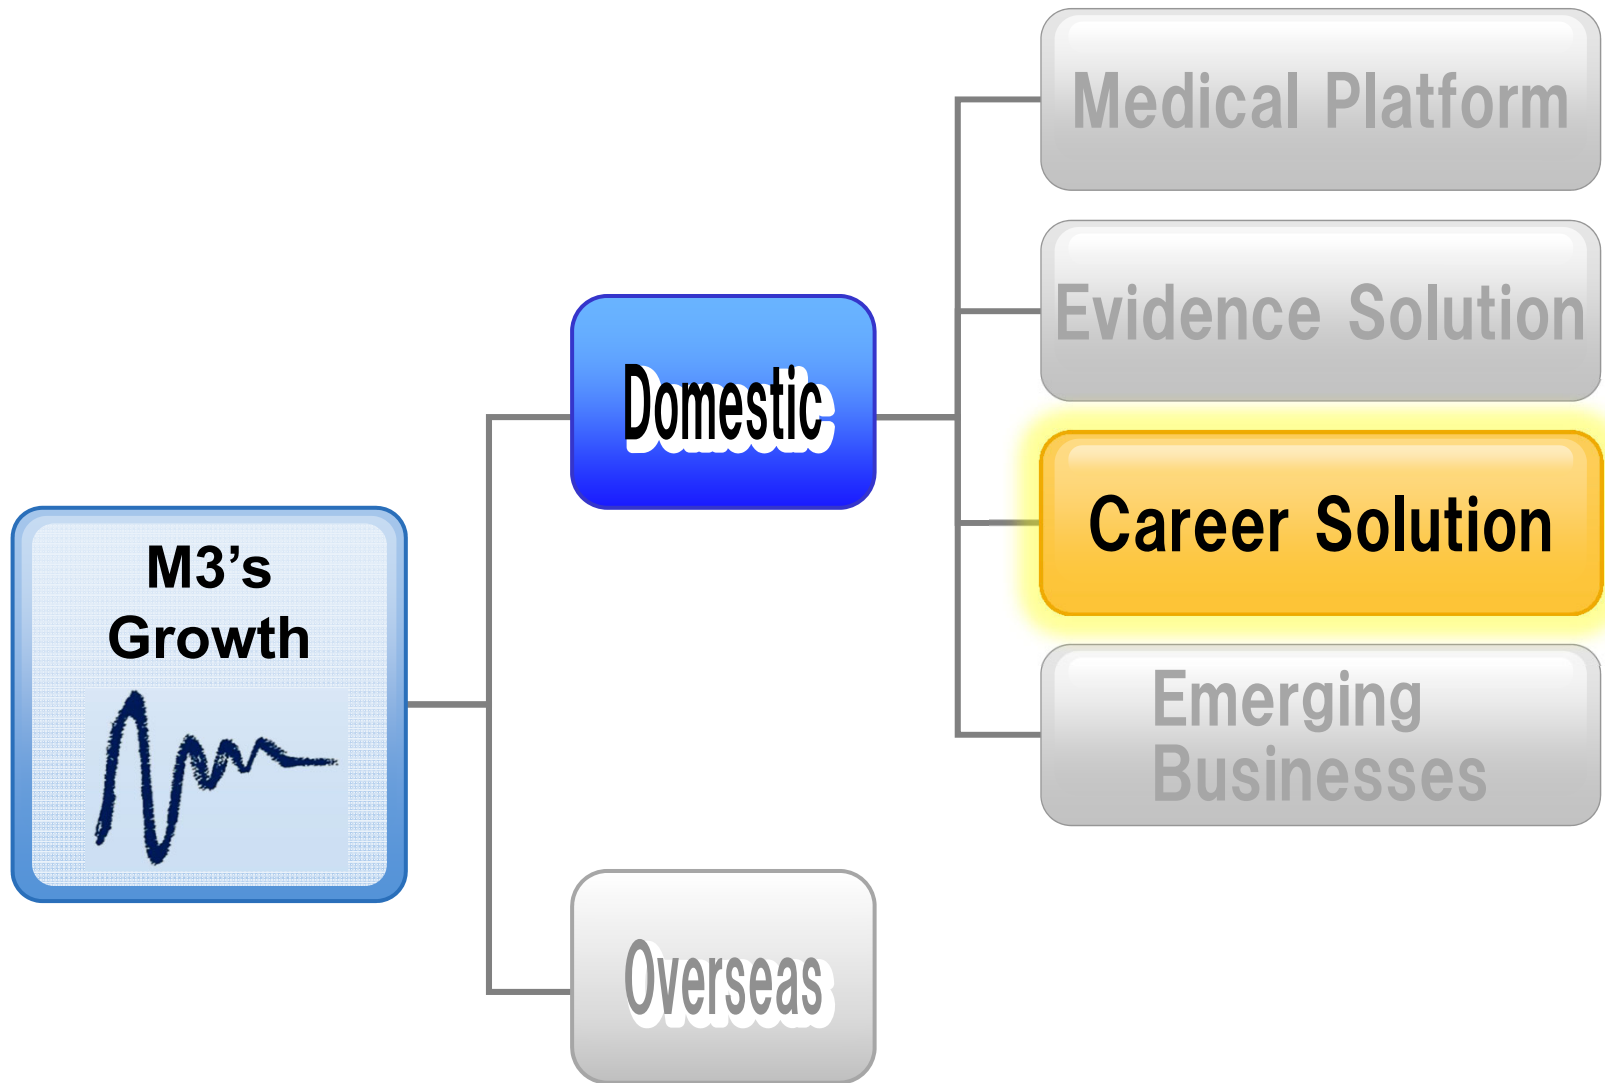 M3’s
Growth
Domestic
Overseas
Medical Platform
Evidence Solution
Career Solution
Emerging
Businesses